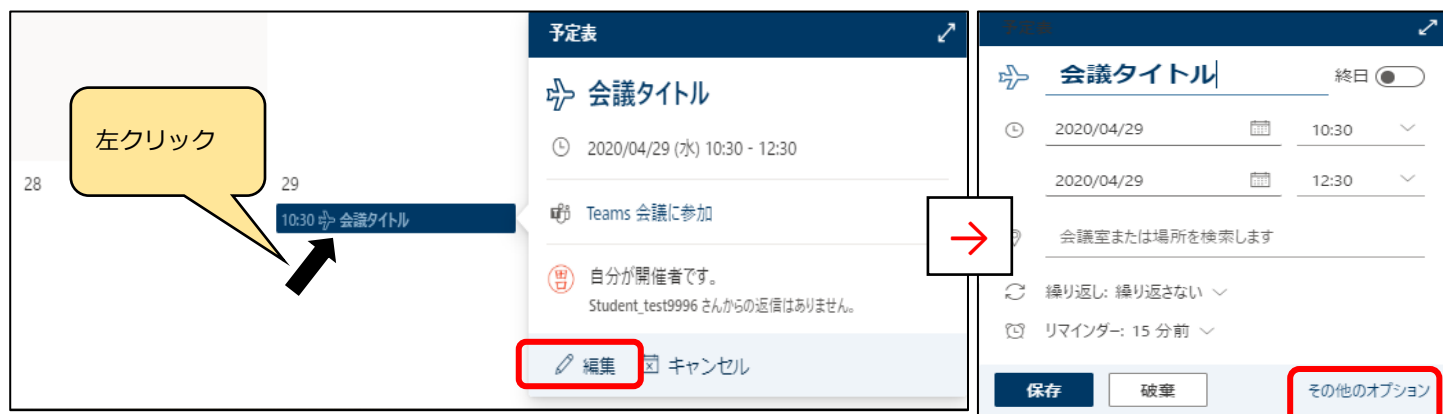 左クリック
28
29
10:30 会議タイトル
予定表
会議タイトル
2020/04/29 (水) 10:30 - 12:30
Teams 会議に参加
自分が開催者です。
Student_test9996 さんからの返信はありません。
編集
キャンセル
→
予定表
会議タイトル
終日
2020/04/29
10:30
2020/04/29
12:30
会議室または場所を検索します
繰り返し: 繰り返さない
リマインダー: 15 分前
保存
破棄
その他のオプション